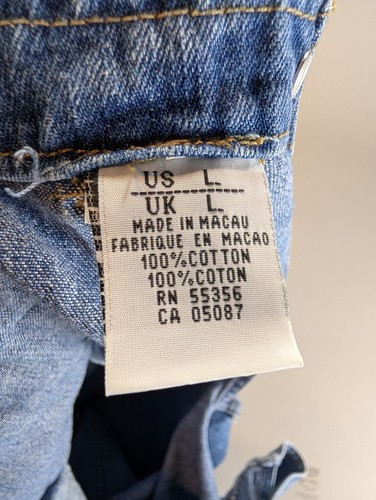 US L
UK L
MADE IN MACAU
FABRIQUE EN MACAO
100% COTTON
100% COTON
RN 55356
CA 05087